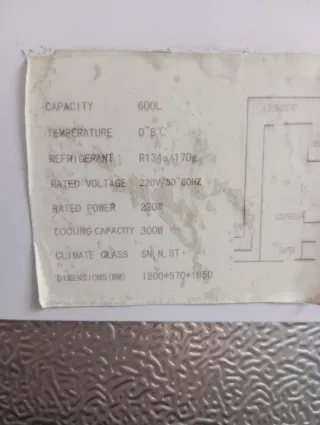 CAPACITY 600L
TEMPERATURE 0~8℃
REFRIGERANT R134a/170g
RATED VOLTAGE 220V/50~60HZ
RATED POWER 220W
COOLING CAPACITY 300W
CLIMATE CLASS SN.N.ST
DIMENSIONS(MM) 1200*570*1050